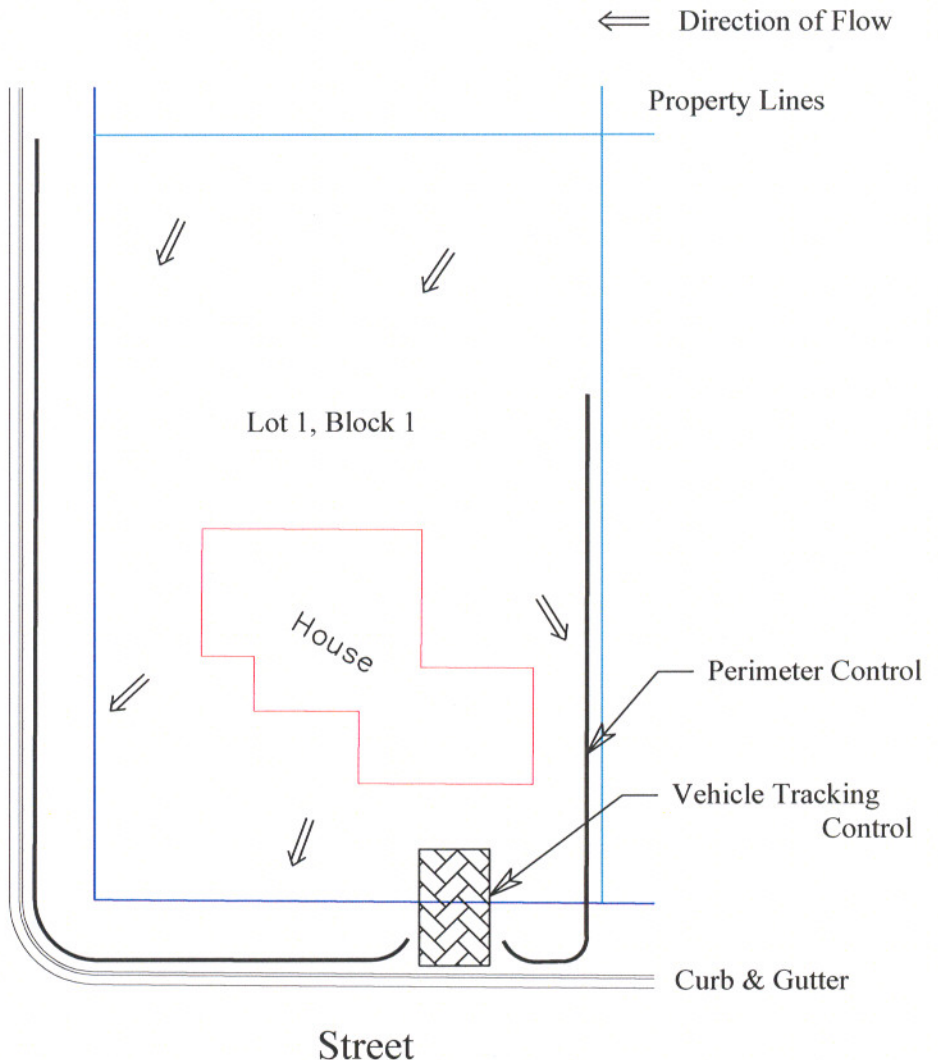 Direction of Flow
Property Lines
Lot 1, Block 1
House
Perimeter Control
Vehicle Tracking
Control
Curb & Gutter
Street